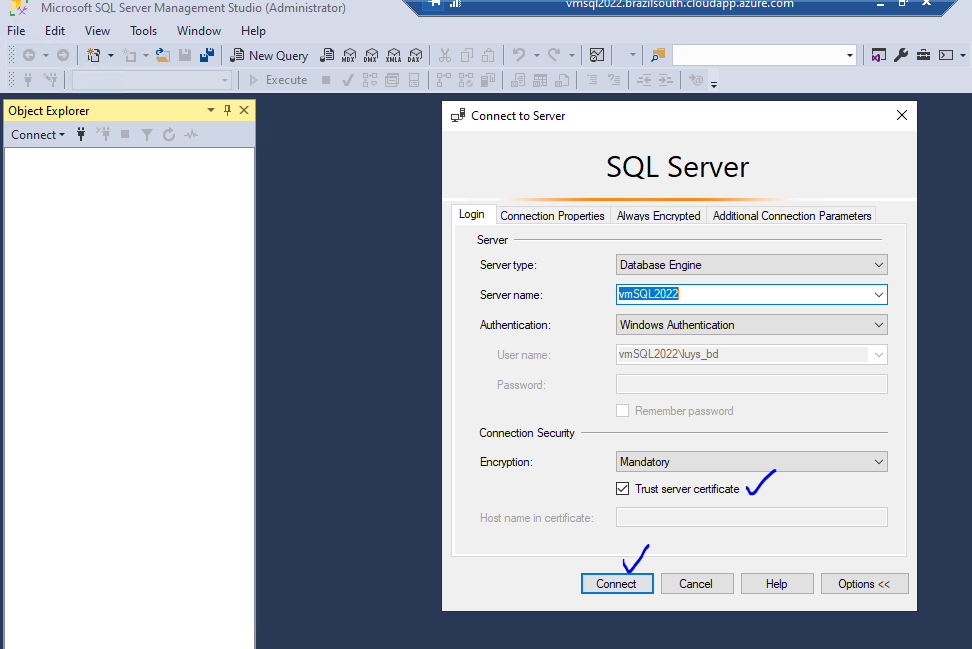 Microsoft SQL Server Management Studio (Administrator)
vmsql2022.brazilsouth.cloudapp.azure.com
File Edit View Tools Window Help
New Query MDX DMX XMLA DAX
Execute
Object Explorer
Connect
Connect to Server
SQL Server
Login Connection Properties Always Encrypted Additional Connection Parameters
Server
Server type: Database Engine
Server name: vmSQL2022
Authentication: Windows Authentication
User name: vmSQL2022\luys_bd
Password:
Remember password
Connection Security
Encryption: Mandatory
Trust server certificate
Host name in certificate:
Connect Cancel Help Options <<